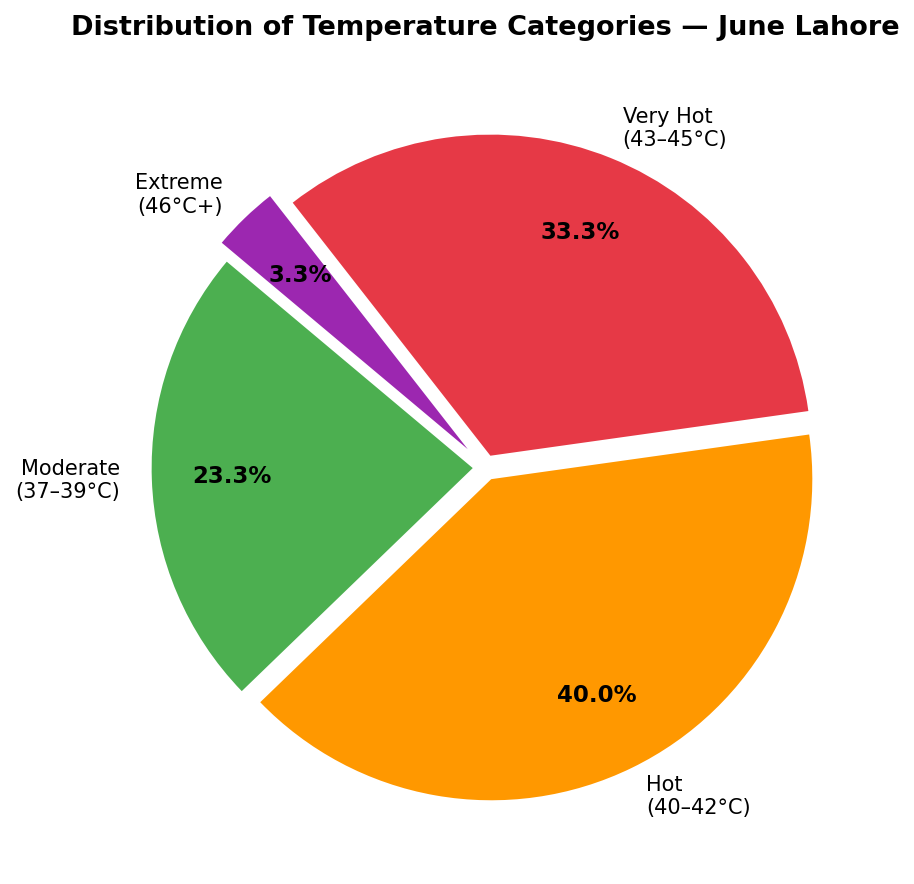 Distribution of Temperature Categories — June Lahore
Very Hot
(43–45°C)
Extreme
(46°C+)
33.3%
3.3%
Moderate
(37–39°C)
23.3%
40.0%
Hot
(40–42°C)